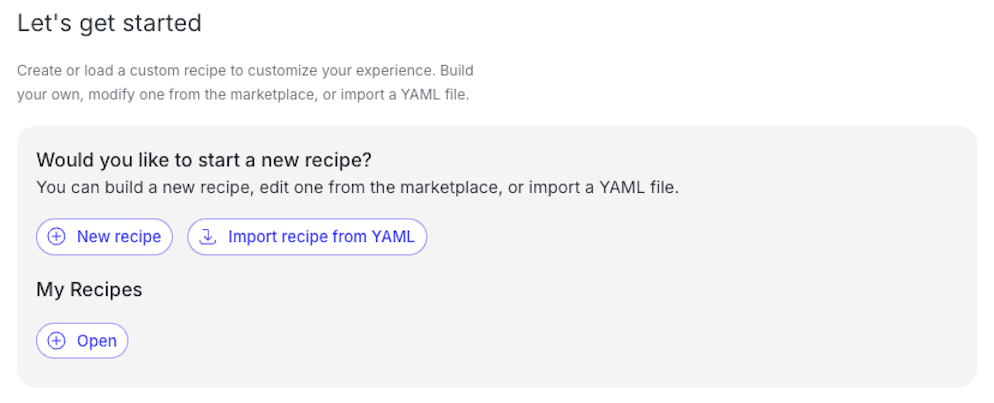 Let's get started
Create or load a custom recipe to customize your experience. Build
your own, modify one from the marketplace, or import a YAML file.
Would you like to start a new recipe?
You can build a new recipe, edit one from the marketplace, or import a YAML file.
New recipe
Import recipe from YAML
My Recipes
Open